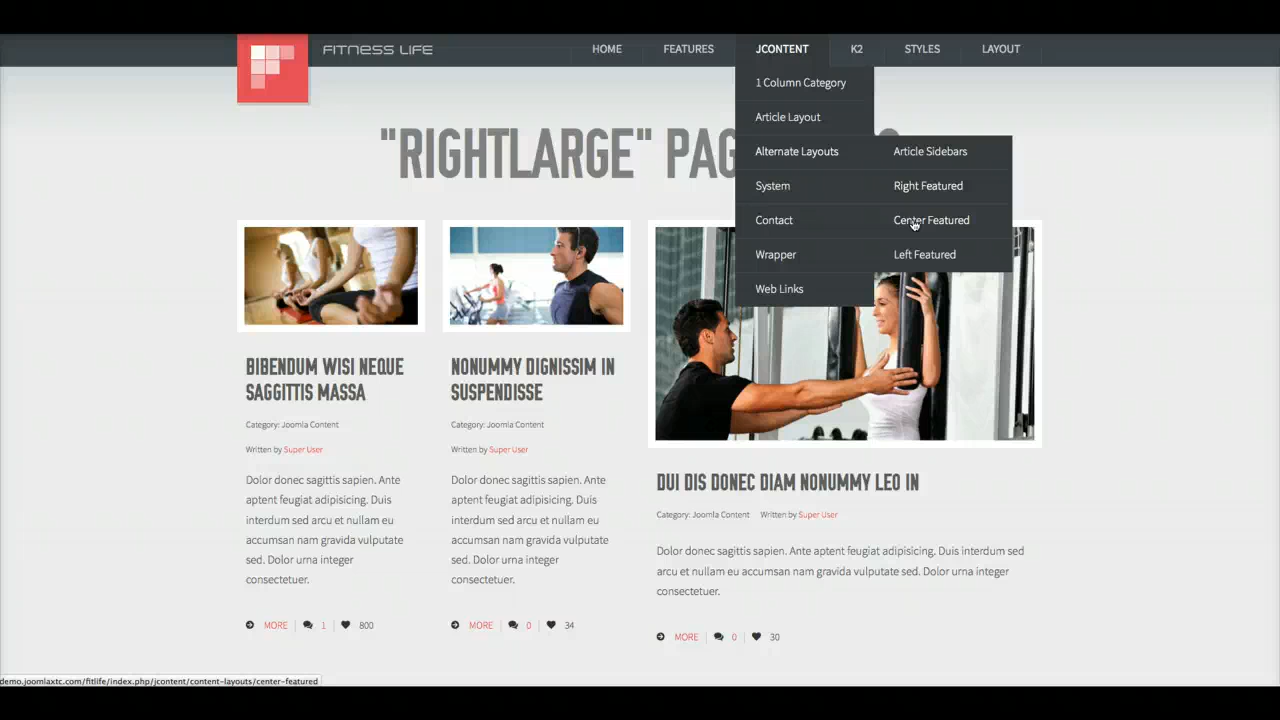 FITNESS LIFE
HOME
FEATURES
JCONTENT
K2
STYLES
LAYOUT
1 Column Category
Article Layout
Alternate Layouts
System
Contact
Wrapper
Web Links
Article Sidebars
Right Featured
Center Featured
Left Featured
"RIGHTLARGE"
BIBENDUM WISI NEQUE
SAGGITTIS MASSA
Category: Joomla Content
Written by Super User
Dolor donec sagittis sapien. Ante
aptent feugiat adipisicing. Duis
interdum sed arcu et nullam eu
accumsan nam gravida vulputate
sed. Dolor urna integer
consectetuer.
MORE 1 800
NONUMMY DIGNISSIM IN
SUSPENDISSE
Category: Joomla Content
Written by Super User
Dolor donec sagittis sapien. Ante
aptent feugiat adipisicing. Duis
interdum sed arcu et nullam eu
accumsan nam gravida vulputate
sed. Dolor urna integer
consectetuer.
MORE 0 34
DUI DIS DONEC DIAM NONUMMY LEO IN
Category: Joomla Content Written by Super User
Dolor donec sagittis sapien. Ante aptent feugiat adipisicing. Duis interdum sed
arcu et nullam eu accumsan nam gravida vulputate sed. Dolor urna integer
consectetuer.
MORE 0 30
demo.joomlaxtc.com/fitlife/index.php/jcontent/content-layouts/center-featured